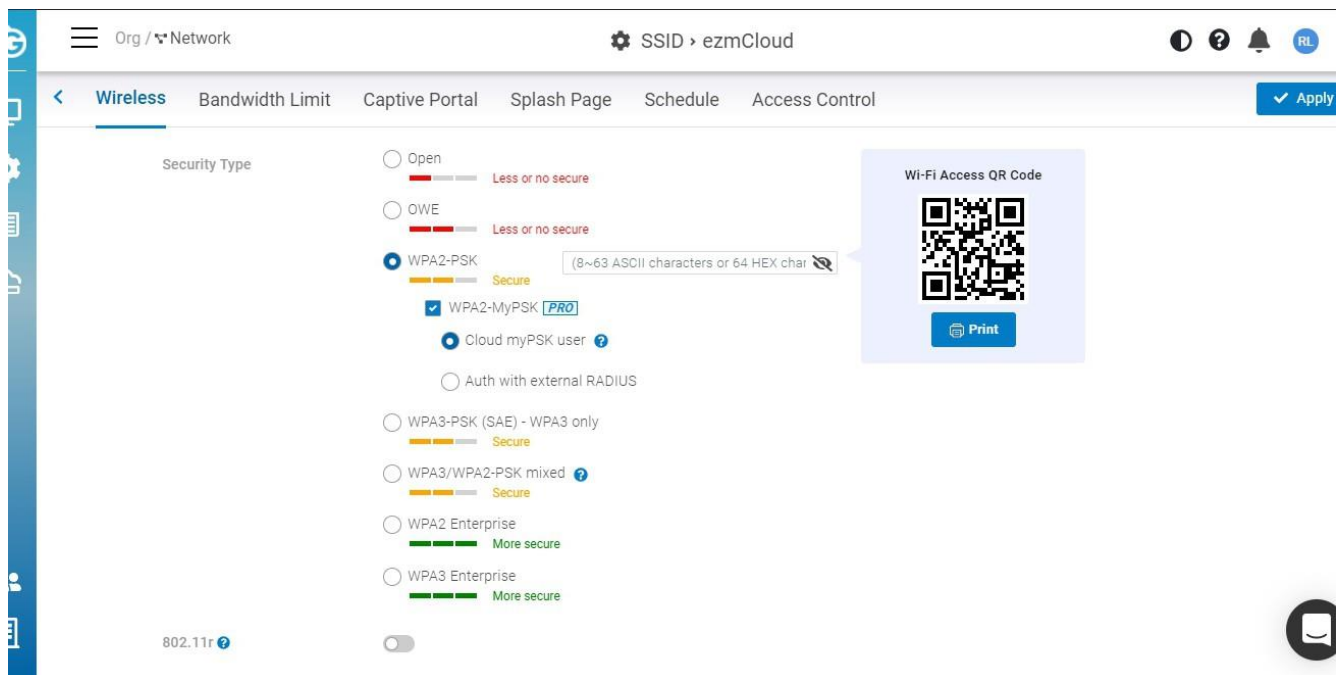 Org / Network
SSID › ezmCloud
RL
Wireless
Bandwidth Limit
Captive Portal
Splash Page
Schedule
Access Control
Apply
Security Type
Open
Less or no secure
OWE
Less or no secure
WPA2-PSK
(8~63 ASCII characters or 64 HEX char
Secure
WPA2-MyPSK PRO
Cloud myPSK user ?
Auth with external RADIUS
WPA3-PSK (SAE) - WPA3 only
Secure
WPA3/WPA2-PSK mixed ?
Secure
WPA2 Enterprise
More secure
WPA3 Enterprise
More secure
802.11r ?
Wi-Fi Access QR Code
Print